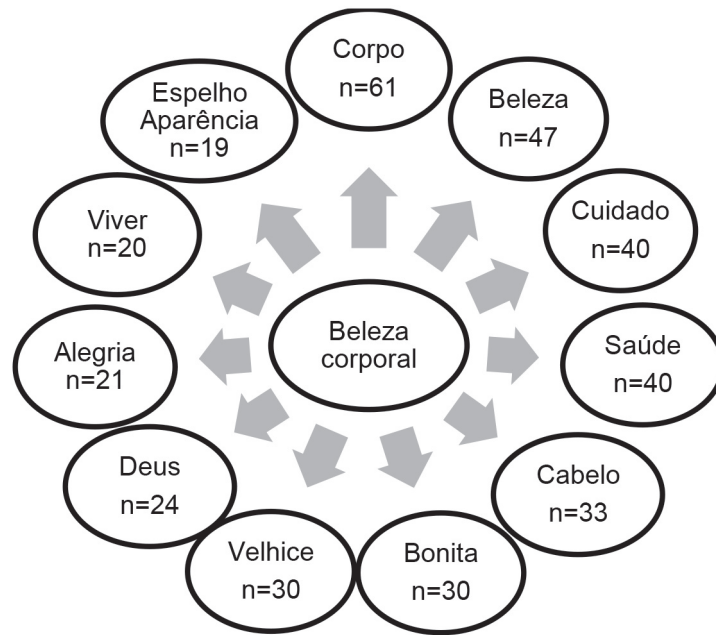 Corpo
n=61
Beleza
n=47
Cuidado
n=40
Saúde
n=40
Cabelo
n=33
Bonita
n=30
Velhice
n=30
Deus
n=24
Alegria
n=21
Viver
n=20
Espelho
Aparência
n=19
Beleza
corporal